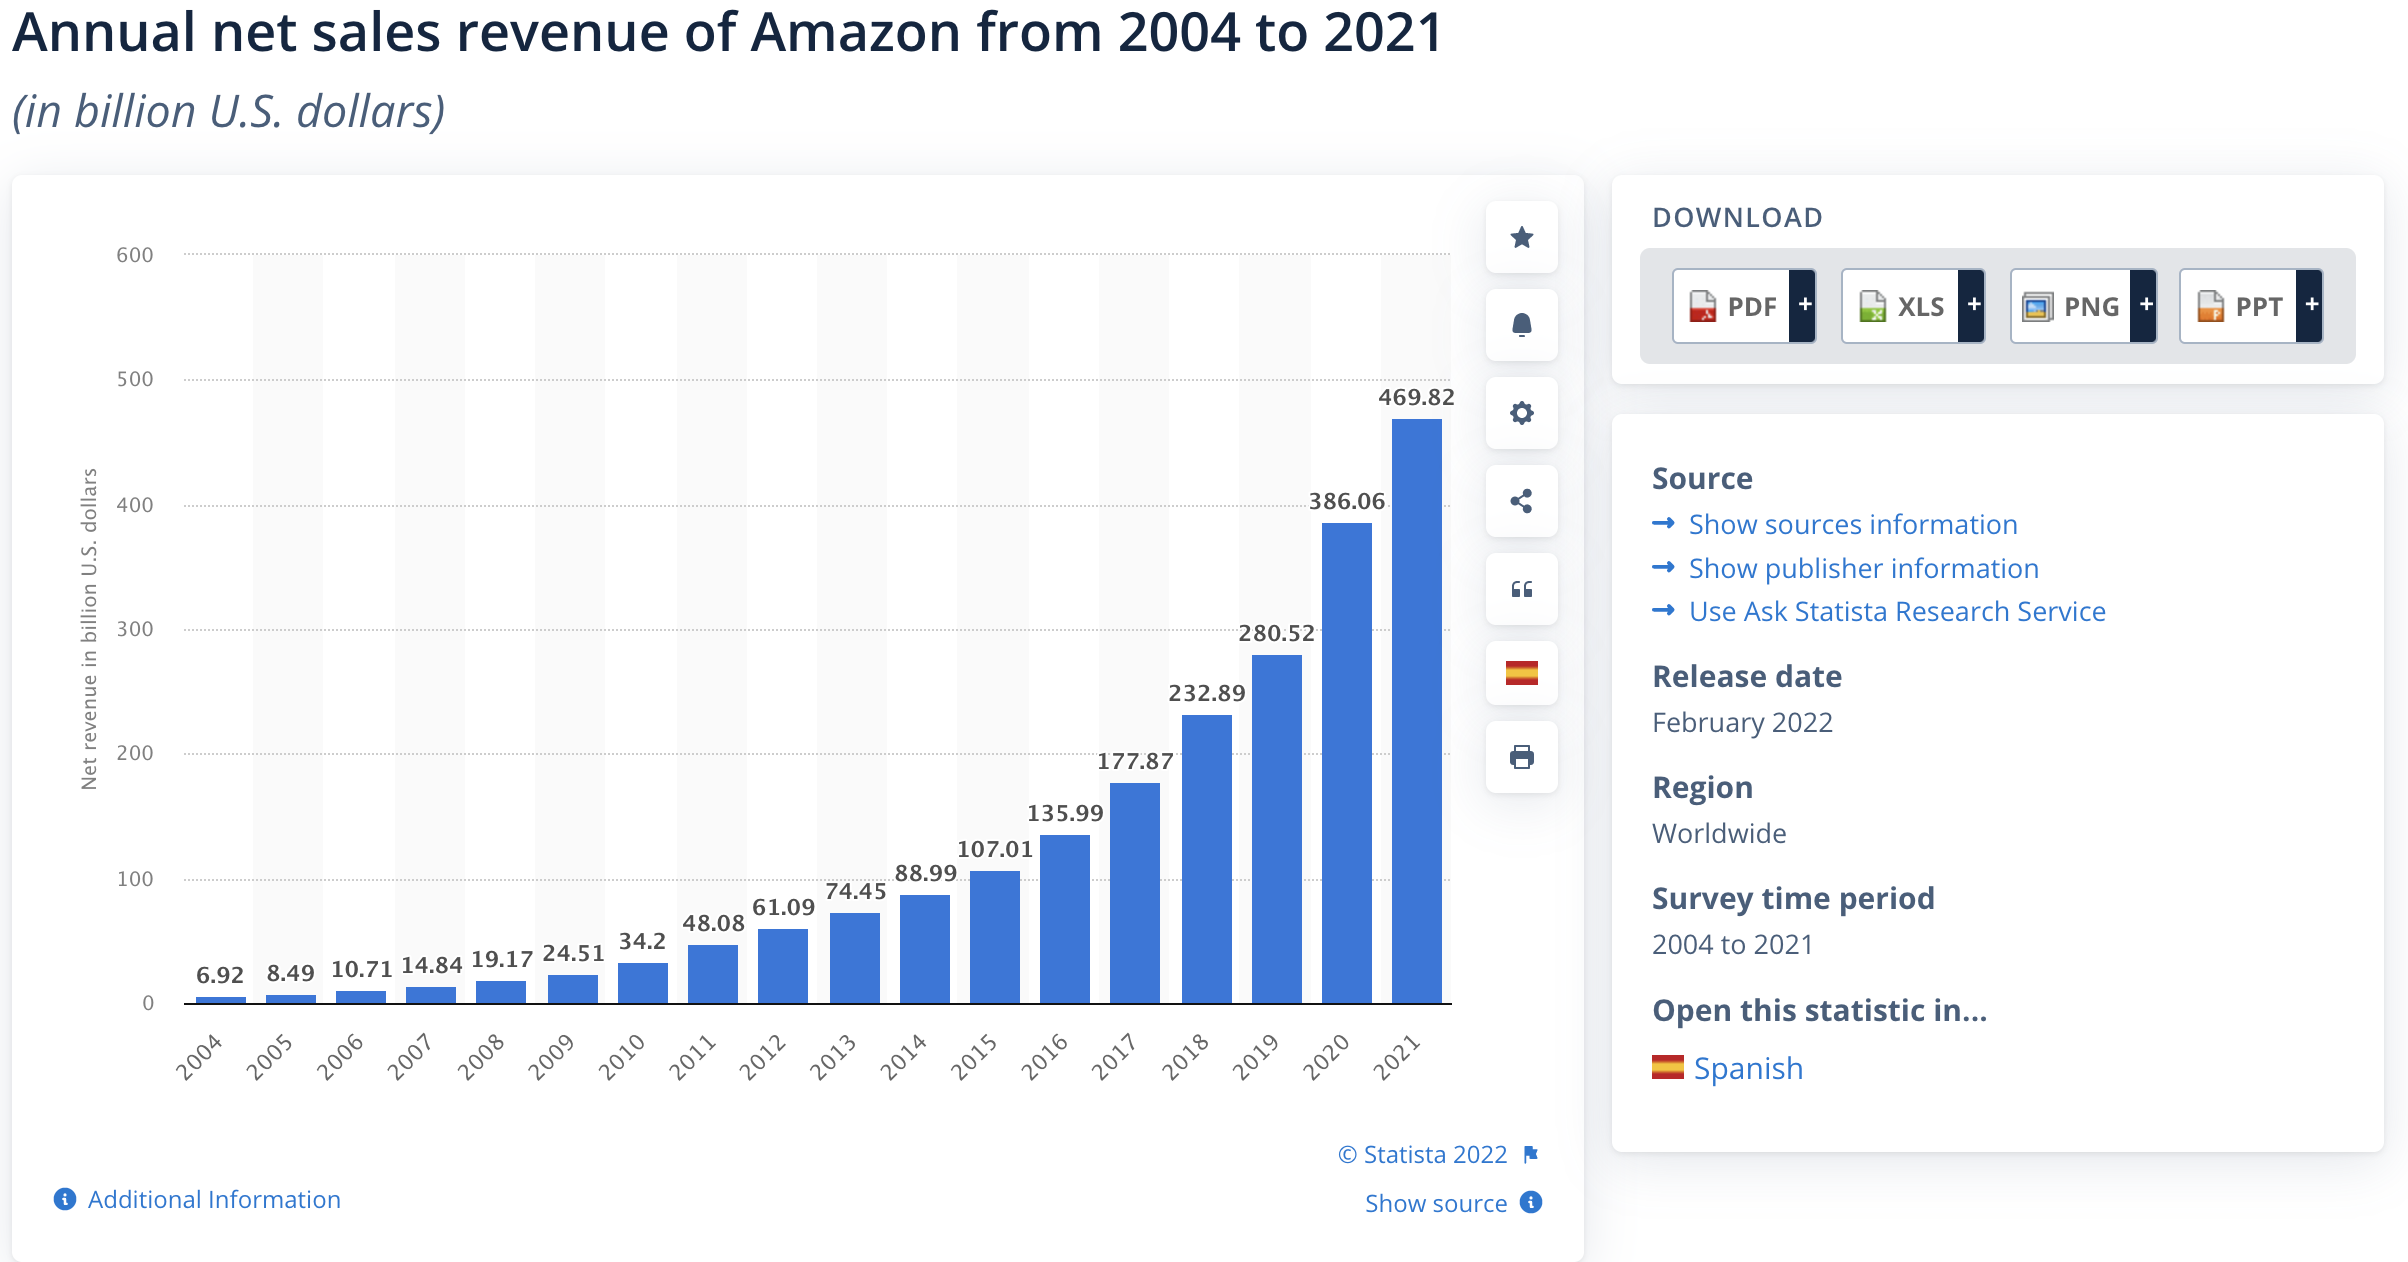 Annual net sales revenue of Amazon from 2004 to 2021
(in billion U.S. dollars)
Net revenue in billion U.S. dollars
600
500
400
300
200
100
0
6.92
8.49
10.71
14.84
19.17
24.51
34.2
48.08
61.09
74.45
88.99
107.01
135.99
177.87
232.89
280.52
386.06
469.82
2004
2005
2006
2007
2008
2009
2010
2011
2012
2013
2014
2015
2016
2017
2018
2019
2020
2021
© Statista 2022
Additional Information
Show source
DOWNLOAD
PDF +
XLS +
PNG +
PPT +
Source
Show sources information
Show publisher information
Use Ask Statista Research Service
Release date
February 2022
Region
Worldwide
Survey time period
2004 to 2021
Open this statistic in...
Spanish